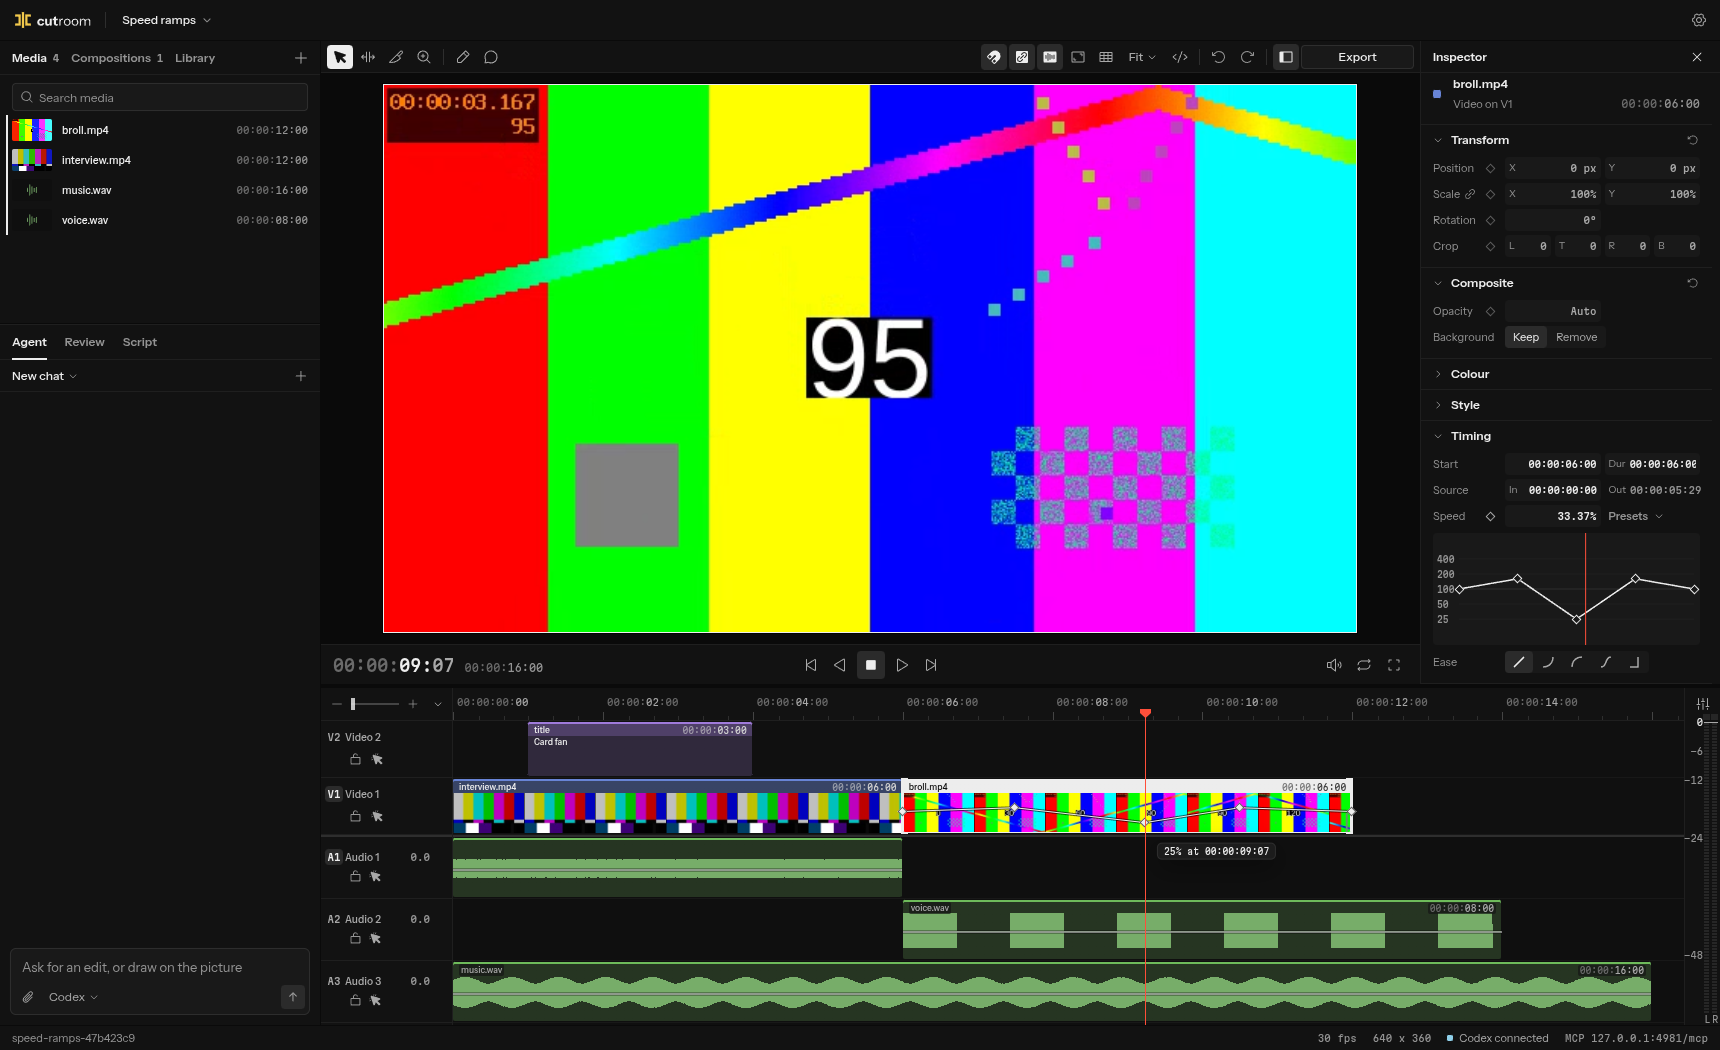 cutroom
Speed ramps
Media 4 Compositions 1 Library
Search media
broll.mp4 00:00:12:00
interview.mp4 00:00:12:00
music.wav 00:00:16:00
voice.wav 00:00:08:00
Agent Review Script
New chat
Ask for an edit, or draw on the picture
Codex
Fit
Export
00:00:03.167
95
95
00:00:09:07 00:00:16:00
Inspector
broll.mp4
Video on V1 00:00:06:00
Transform
Position X 0 px Y 0 px
Scale X 100% Y 100%
Rotation 0°
Crop L 0 T 0 R 0 B 0
Composite
Opacity Auto
Background Keep Remove
Colour
Style
Timing
Start 00:00:06:00 Dur 00:00:06:00
Source In 00:00:00:00 Out 00:00:05:29
Speed 33.37% Presets
400
200
100
50
25
Ease
00:00:00:00 00:00:02:00 00:00:04:00 00:00:06:00 00:00:08:00 00:00:10:00 00:00:12:00 00:00:14:00
V2 Video 2
title 00:00:03:00
Card fan
V1 Video 1
interview.mp4 00:00:06:00
broll.mp4 00:00:06:00
A1 Audio 1 0.0
25% at 00:00:09:07
A2 Audio 2 0.0
voice.wav 00:00:08:00
A3 Audio 3 0.0
music.wav 00:00:16:00
0
-6
-12
-24
-48
L R
speed-ramps-47b423c9
30 fps 640 x 360 Codex connected MCP 127.0.0.1:4981/mcp